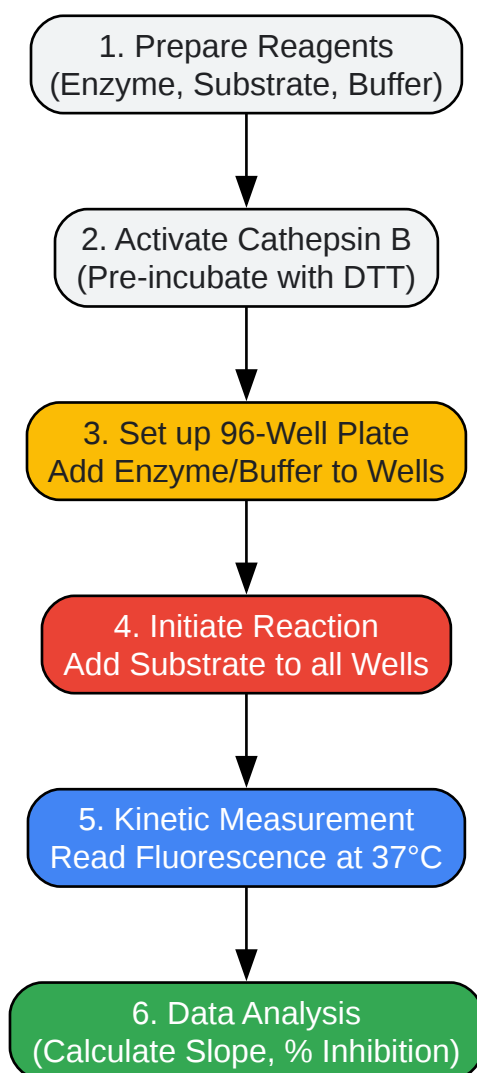 1. Prepare Reagents
(Enzyme, Substrate, Buffer)
2. Activate Cathepsin B
(Pre-incubate with DTT)
3. Set up 96-Well Plate
Add Enzyme/Buffer to Wells
4. Initiate Reaction
Add Substrate to all Wells
5. Kinetic Measurement
Read Fluorescence at 37°C
6. Data Analysis
(Calculate Slope, % Inhibition)